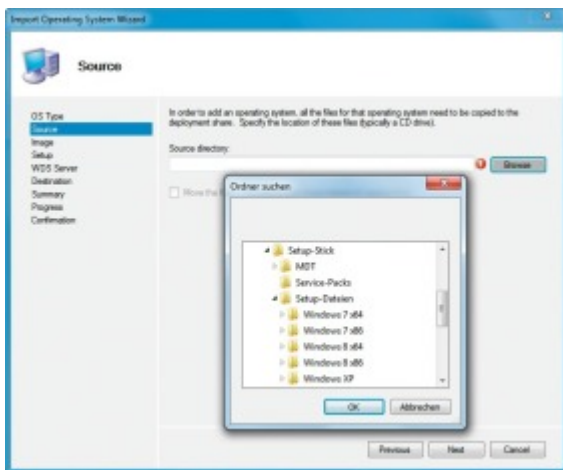 Import Operating System Wizard
Source
OS Type
Source
Image
Setup
WDS Server
Destination
Summary
Progress
Confirmation
In order to add an operating system, all the files for that operating system need to be copied to the
deployment share. Specify the location of these files (typically a CD drive).
Source directory:
Browse
Move the
Ordner suchen
Setup-Stick
MDT
Service-Packs
Setup-Dateien
Windows 7 x64
Windows 7 x86
Windows 8 x64
Windows 8 x86
Windows XP
OK
Abbrechen
Previous
Next
Cancel